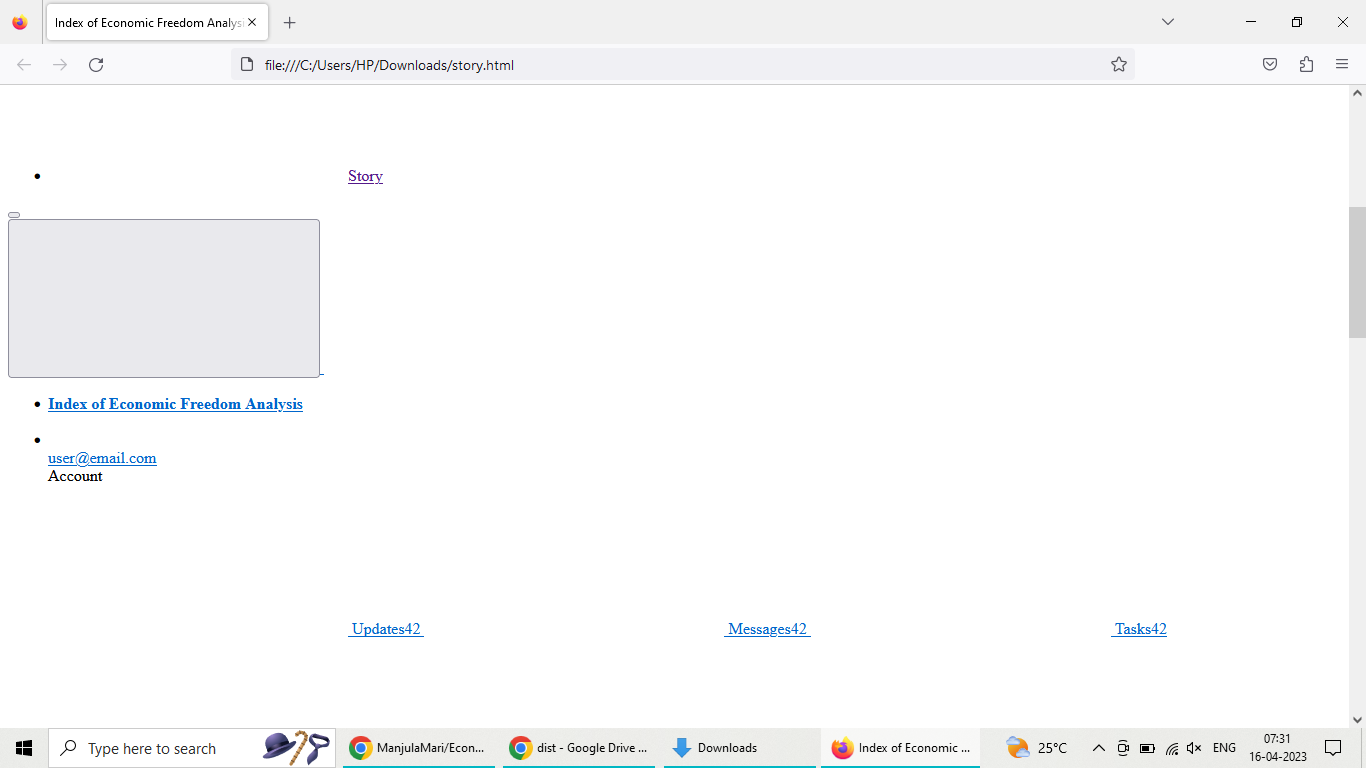 Index of Economic Freedom Analysi
file:///C:/Users/HP/Downloads/story.html
Story
Index of Economic Freedom Analysis
user@email.com
Account
Updates42 Messages42 Tasks42
Type here to search
ManjulaMari/Econ...
dist - Google Drive ...
Downloads
Index of Economic ...
25°C
ENG
07:31
16-04-2023